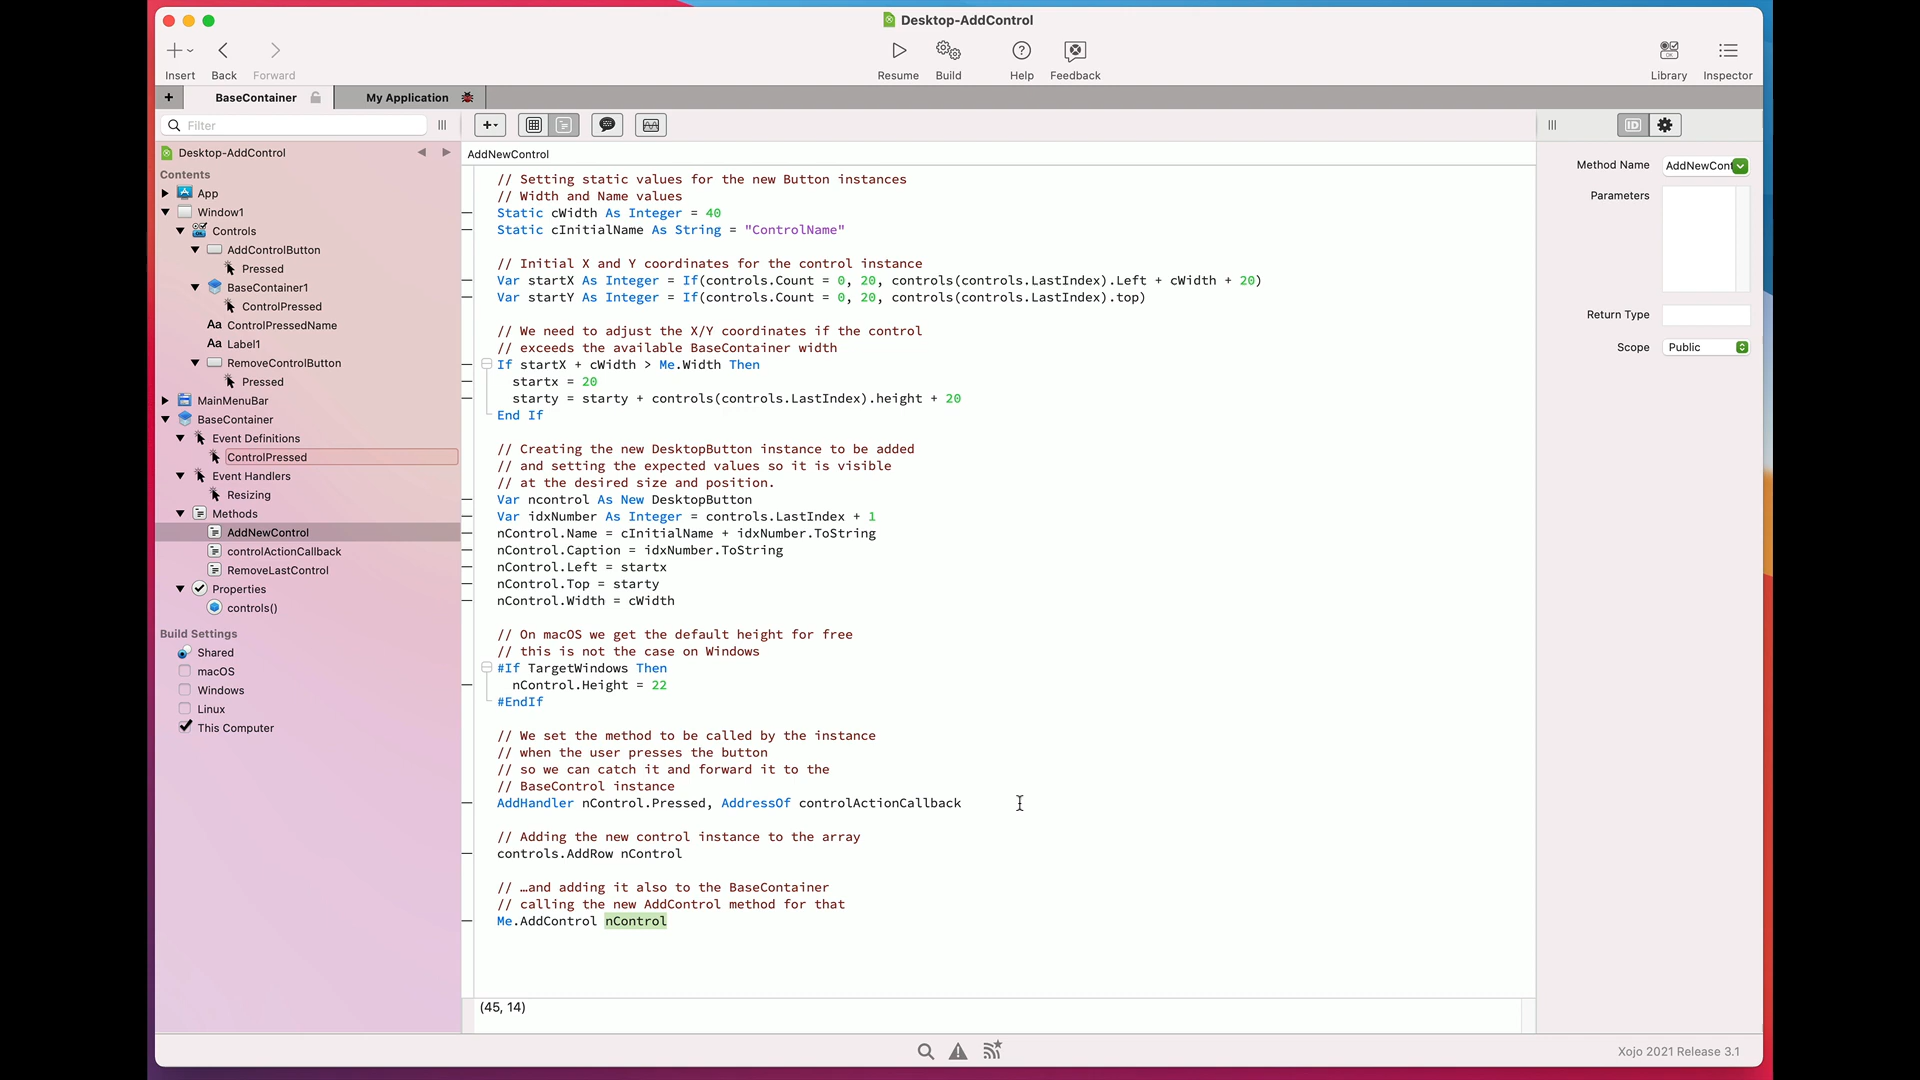 Desktop-AddControl
Insert
Back
Forward
Resume
Build
Help
Feedback
Library
Inspector
BaseContainer
My Application
Filter
Desktop-AddControl
Contents
App
Window1
Controls
AddControlButton
Pressed
BaseContainer1
ControlPressed
Aa ControlPressedName
Aa Label1
RemoveControlButton
Pressed
MainMenuBar
BaseContainer
Event Definitions
ControlPressed
Event Handlers
Resizing
Methods
AddNewControl
controlActionCallback
RemoveLastControl
Properties
controls()
Build Settings
Shared
macOS
Windows
Linux
This Computer
AddNewControl
// Setting static values for the new Button instances
// Width and Name values
Static cWidth As Integer = 40
Static cInitialName As String = "ControlName"
// Initial X and Y coordinates for the control instance
Var startX As Integer = If(controls.Count = 0, 20, controls(controls.LastIndex).Left + cWidth + 20)
Var startY As Integer = If(controls.Count = 0, 20, controls(controls.LastIndex).top)
// We need to adjust the X/Y coordinates if the control
// exceeds the available BaseContainer width
If startX + cWidth > Me.Width Then
startx = 20
starty = starty + controls(controls.LastIndex).height + 20
End If
// Creating the new DesktopButton instance to be added
// and setting the expected values so it is visible
// at the desired size and position.
Var ncontrol As New DesktopButton
Var idxNumber As Integer = controls.LastIndex + 1
nControl.Name = cInitialName + idxNumber.ToString
nControl.Caption = idxNumber.ToString
nControl.Left = startx
nControl.Top = starty
nControl.Width = cWidth
// On macOS we get the default height for free
// this is not the case on Windows
#If TargetWindows Then
nControl.Height = 22
#EndIf
// We set the method to be called by the instance
// when the user presses the button
// so we can catch it and forward it to the
// BaseControl instance
AddHandler nControl.Pressed, AddressOf controlActionCallback
// Adding the new control instance to the array
controls.AddRow nControl
// …and adding it also to the BaseContainer
// calling the new AddControl method for that
Me.AddControl nControl
(45, 14)
ID
Method Name
AddNewCont
Parameters
Return Type
Scope
Public
Xojo 2021 Release 3.1